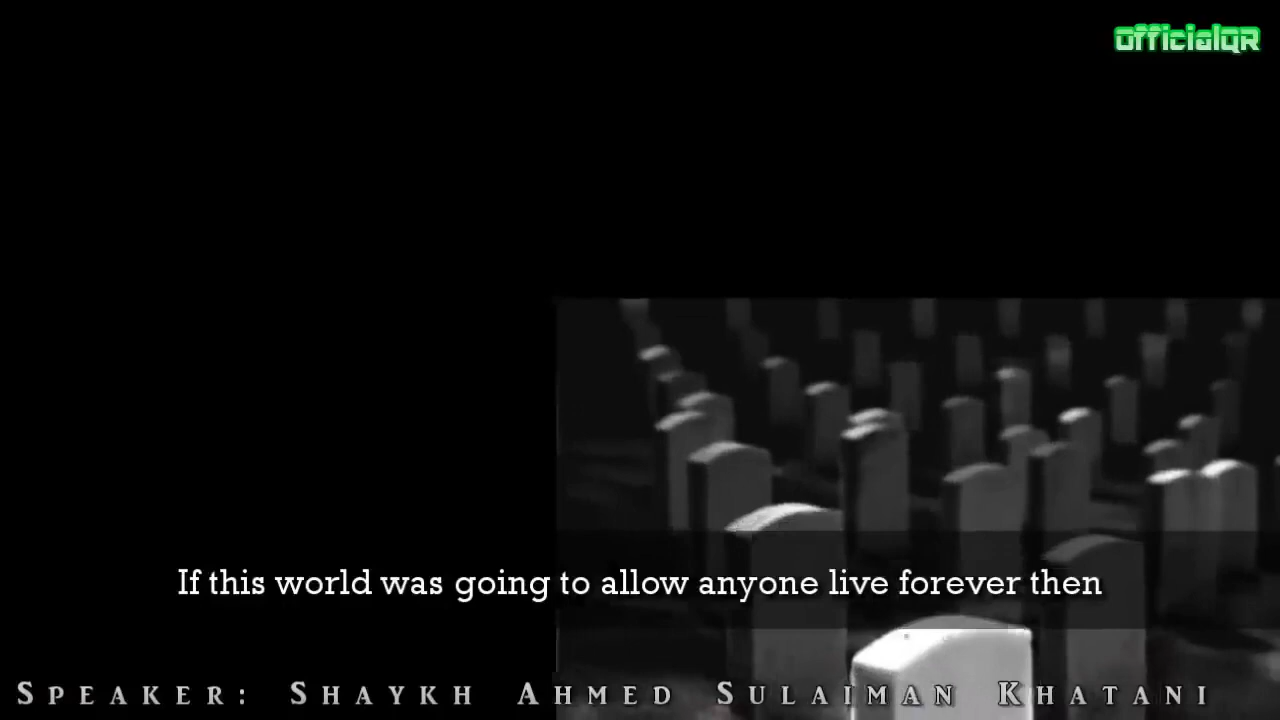 officialQR
If this world was going to allow anyone live forever then
SPEAKER: SHAYKH AHMED SULAIMAN KHATANI